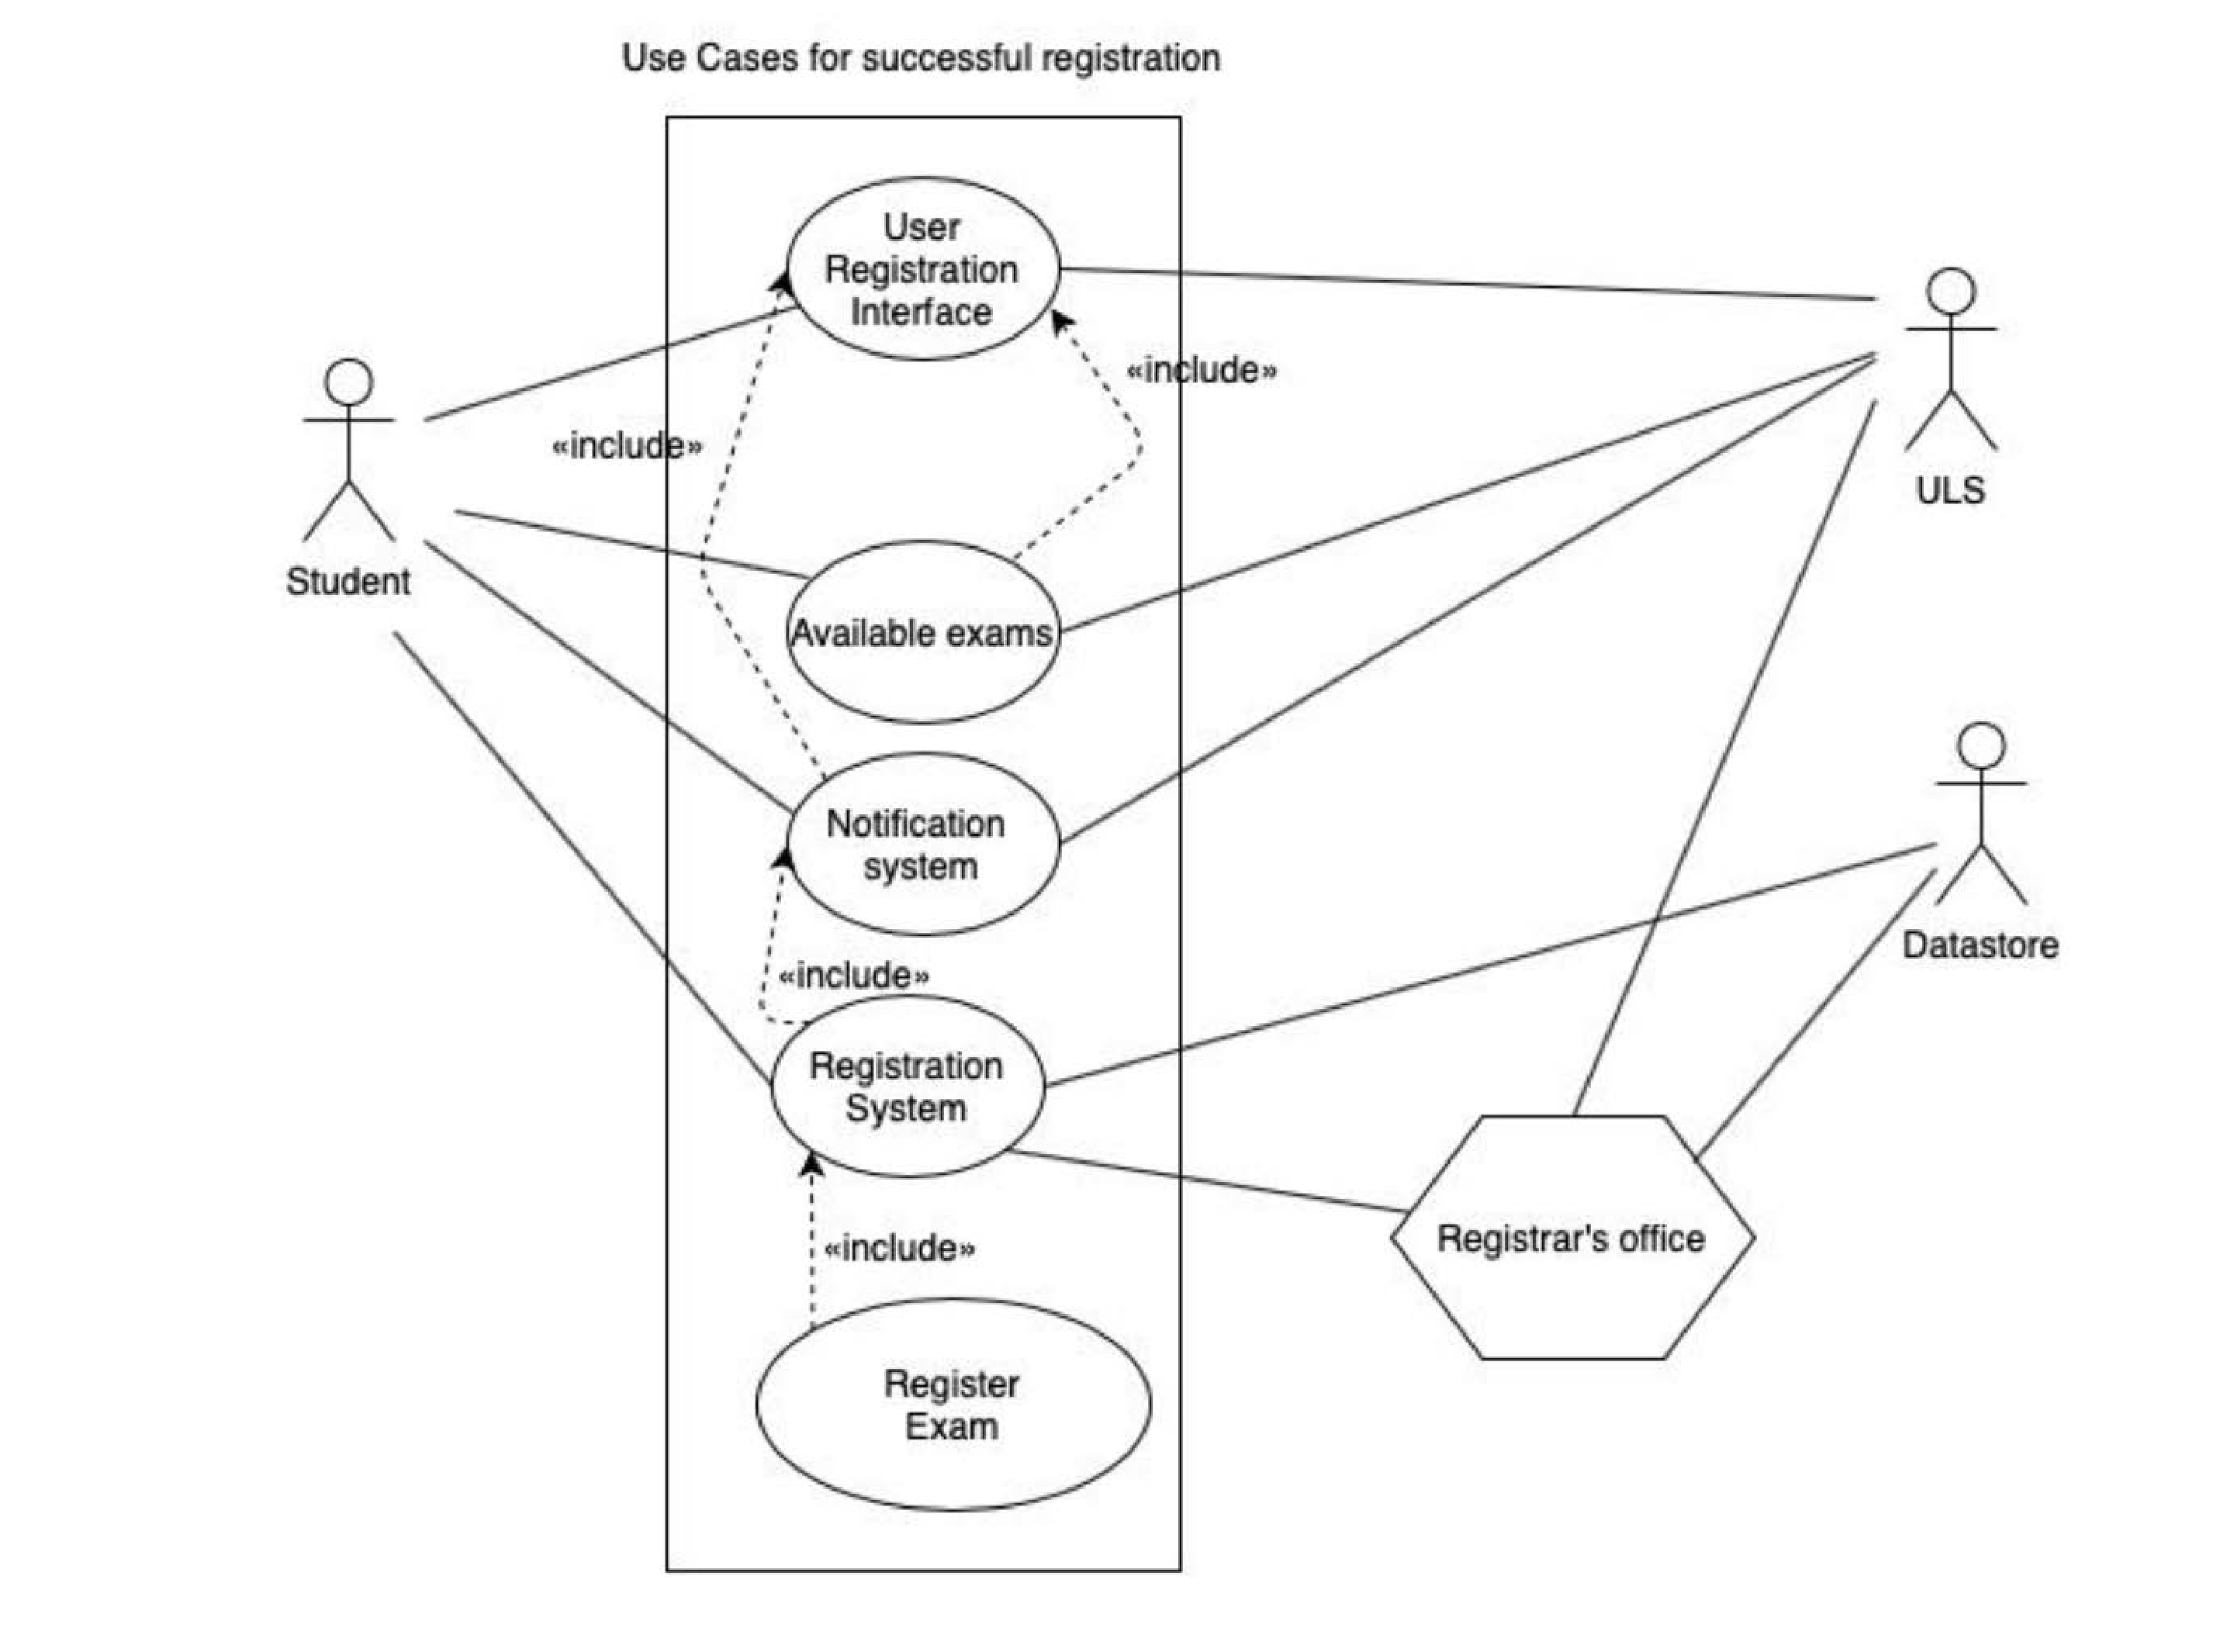 Use Cases for successful registration
User
Registration
Interface
«include»
«include»
ULS
Student
Available exams
Notification
system
Datastore
«include»
Registration
System
Registrar's office
«include»
Register
Exam